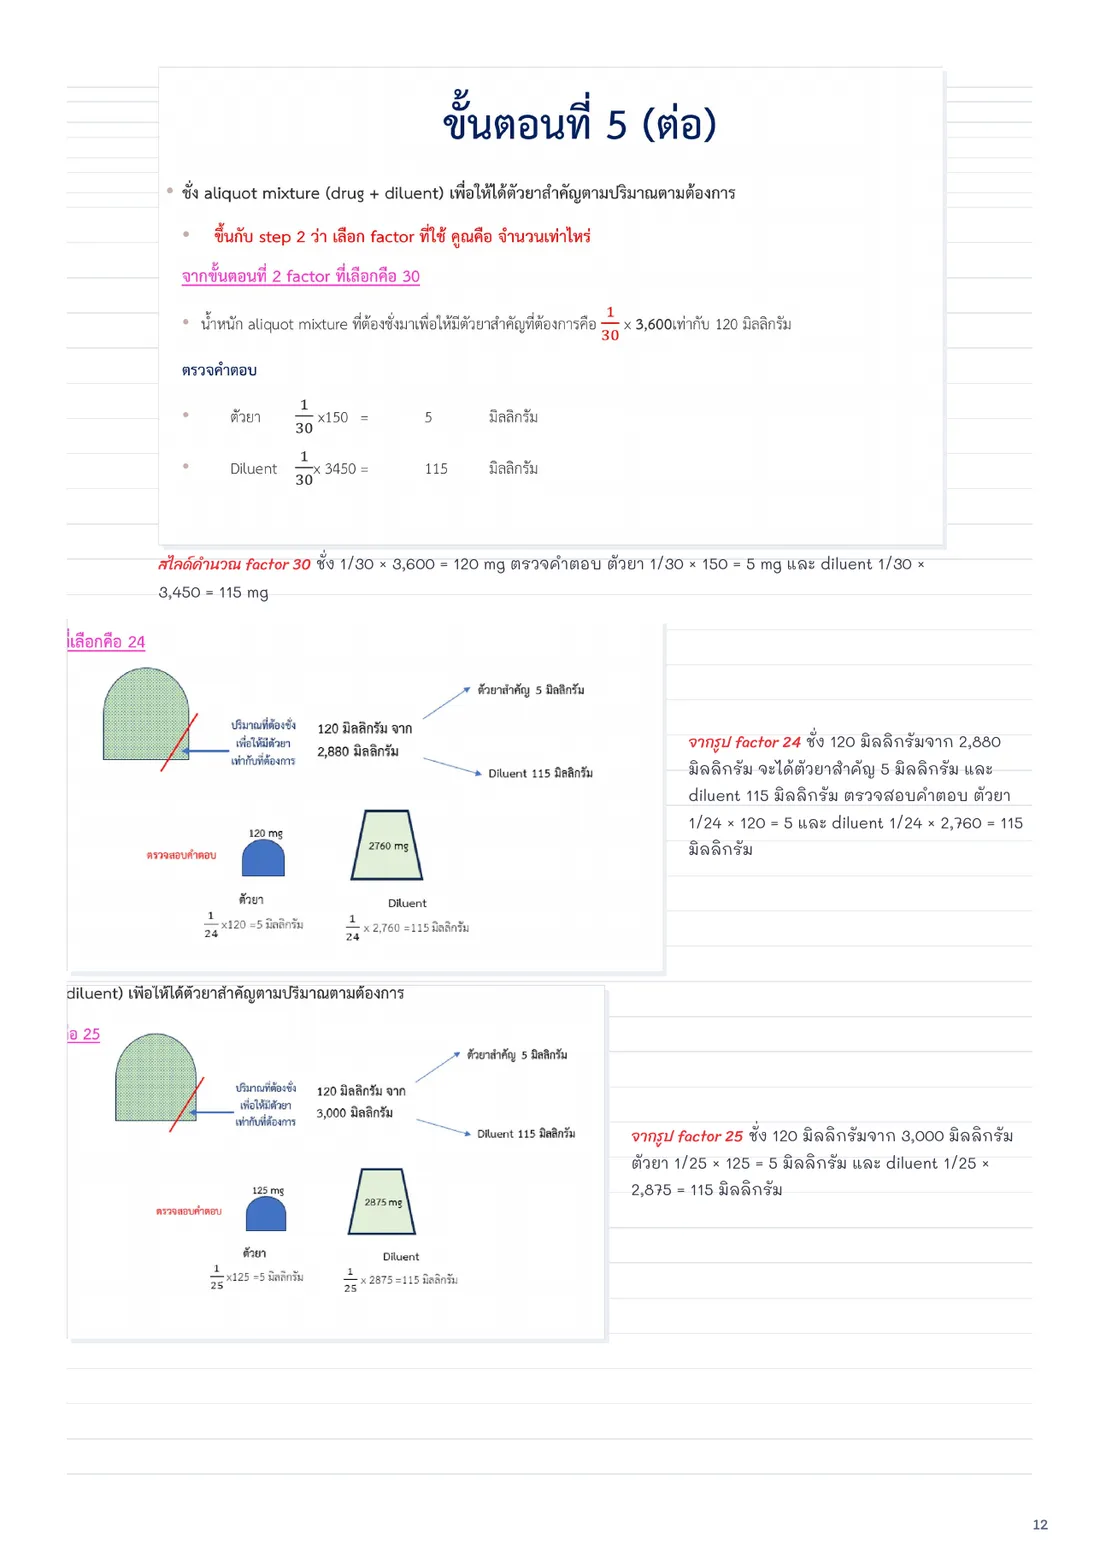 ขั้นตอนที่ 5 (ต่อ)
• ชั่ง aliquot mixture (drug + diluent) เพื่อให้ได้ตัวยาสำคัญตามปริมาณตามต้องการ
• ขึ้นกับ step 2 ว่า เลือก factor ที่ใช้ คูณคือ จำนวนเท่าไหร่
จากขั้นตอนที่ 2 factor ที่เลือกคือ 30
• น้ำหนัก aliquot mixture ที่ต้องชั่งมาเพื่อให้มีตัวยาสำคัญที่ต้องการคือ 1/30 x 3,600เท่ากับ 120 มิลลิกรัม
ตรวจคำตอบ
• ตัวยา 1/30 x150 = 5 มิลลิกรัม
• Diluent 1/30 x 3450 = 115 มิลลิกรัม
สไลด์คำนวณ factor 30 ชั่ง 1/30 × 3,600 = 120 mg ตรวจคำตอบ ตัวยา 1/30 × 150 = 5 mg และ diluent 1/30 ×
3,450 = 115 mg
ที่เลือกคือ 24
ตัวยาสำคัญ 5 มิลลิกรัม
ปริมาณที่ต้องชั่ง
เพื่อให้มีตัวยา
เท่ากับที่ต้องการ
120 มิลลิกรัม จาก
2,880 มิลลิกรัม
Diluent 115 มิลลิกรัม
120 mg
2760 mg
ตรวจสอบคำตอบ
ตัวยา
1/24 x120 =5 มิลลิกรัม
Diluent
1/24 x 2,760 =115 มิลลิกรัม
จากรูป factor 24 ชั่ง 120 มิลลิกรัมจาก 2,880
มิลลิกรัม จะได้ตัวยาสำคัญ 5 มิลลิกรัม และ
diluent 115 มิลลิกรัม ตรวจสอบคำตอบ ตัวยา
1/24 × 120 = 5 และ diluent 1/24 × 2,760 = 115
มิลลิกรัม
diluent) เพื่อให้ได้ตัวยาสำคัญตามปริมาณตามต้องการ
คือ 25
ตัวยาสำคัญ 5 มิลลิกรัม
ปริมาณที่ต้องชั่ง
เพื่อให้มีตัวยา
เท่ากับที่ต้องการ
120 มิลลิกรัม จาก
3,000 มิลลิกรัม
Diluent 115 มิลลิกรัม
125 mg
2875 mg
ตรวจสอบคำตอบ
ตัวยา
1/25 x125 =5 มิลลิกรัม
Diluent
1/25 x 2875 =115 มิลลิกรัม
จากรูป factor 25 ชั่ง 120 มิลลิกรัมจาก 3,000 มิลลิกรัม
ตัวยา 1/25 × 125 = 5 มิลลิกรัม และ diluent 1/25 ×
2,875 = 115 มิลลิกรัม
12